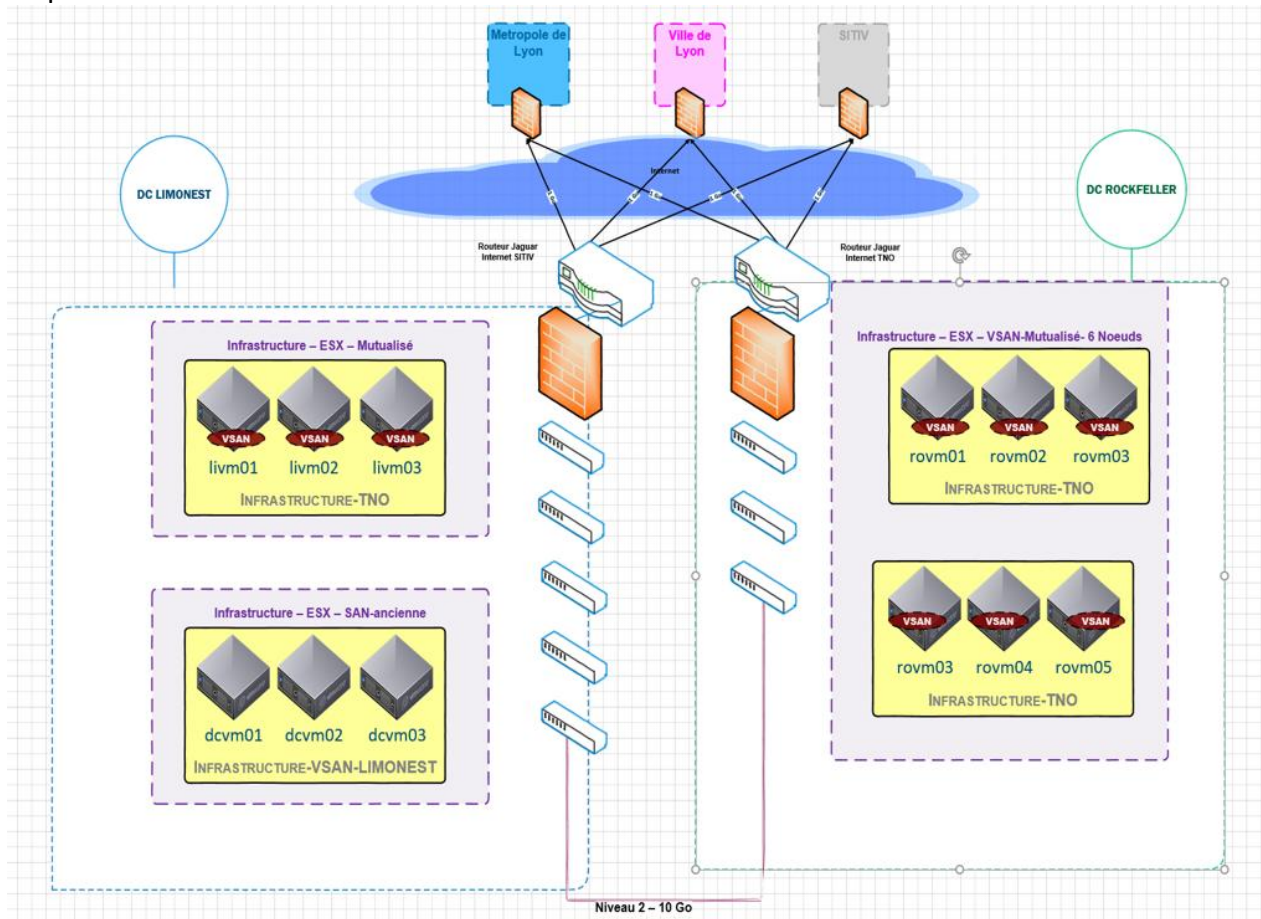 Metropole de
Lyon
Ville de
Lyon
SITIV
Internet
DC LIMONEST
DC ROCKFELLER
Routeur Jaguar
Internet SITIV
Routeur Jaguar
Internet TNO
Infrastructure – ESX – Mutualisé
VSAN VSAN VSAN
livm01 livm02 livm03
INFRASTRUCTURE-TNO
Infrastructure – ESX – SAN-ancienne
dcvm01 dcvm02 dcvm03
INFRASTRUCTURE-VSAN-LIMONEST
Infrastructure – ESX – VSAN-Mutualisé- 6 Noeuds
VSAN VSAN VSAN
rovm01 rovm02 rovm03
INFRASTRUCTURE-TNO
VSAN VSAN VSAN
rovm03 rovm04 rovm05
INFRASTRUCTURE-TNO
Niveau 2 – 10 Go